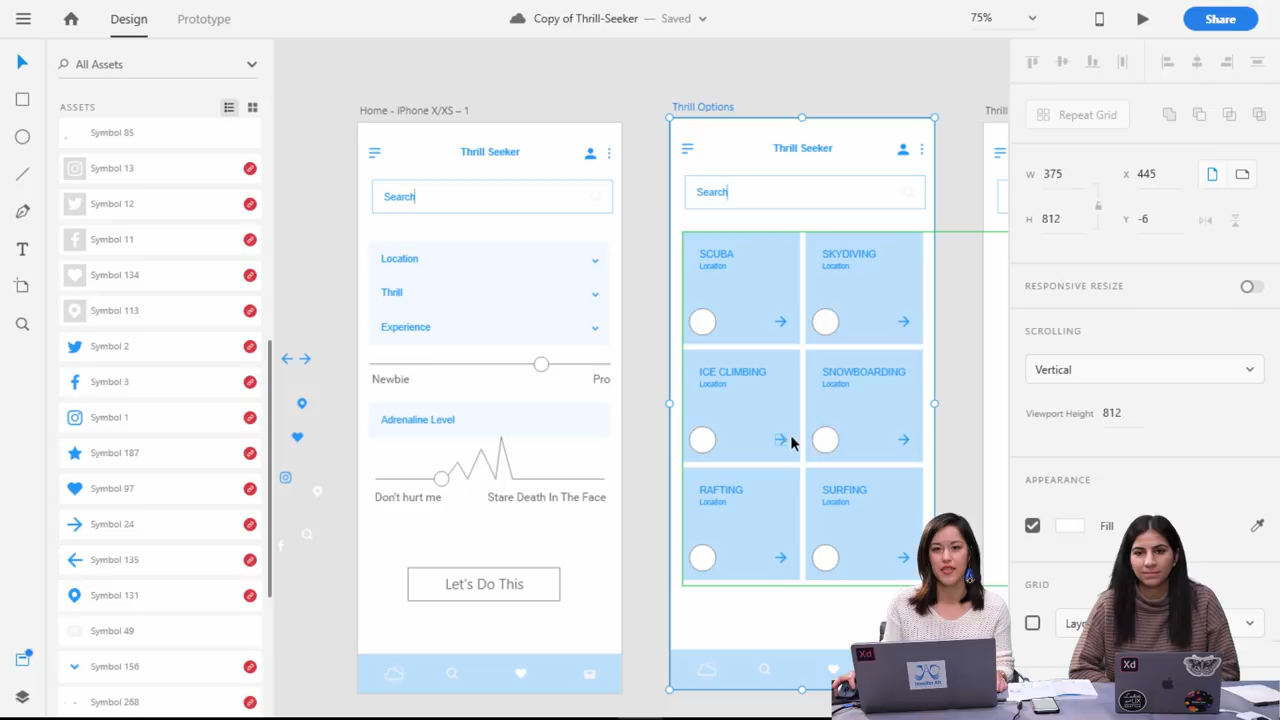 Design
Prototype
Copy of Thrill-Seeker — Saved
75%
Share
All Assets
ASSETS
Symbol 85
Symbol 13
Symbol 12
Symbol 11
Symbol 134
Symbol 113
Symbol 2
Symbol 3
Symbol 1
Symbol 187
Symbol 97
Symbol 24
Symbol 135
Symbol 131
Symbol 49
Symbol 156
Symbol 268
Home - iPhone X/XS – 1
Thrill Seeker
Search
Location
Thrill
Experience
Newbie
Pro
Adrenaline Level
Don't hurt me
Stare Death In The Face
Let's Do This
Thrill Options
Thrill Seeker
Search
SCUBA
Location
SKYDIVING
Location
ICE CLIMBING
Location
SNOWBOARDING
Location
RAFTING
Location
SURFING
Location
Thrill
Repeat Grid
W 375
X 445
H 812
Y -6
RESPONSIVE RESIZE
SCROLLING
Vertical
Viewport Height 812
APPEARANCE
Fill
GRID
Xd
Xd